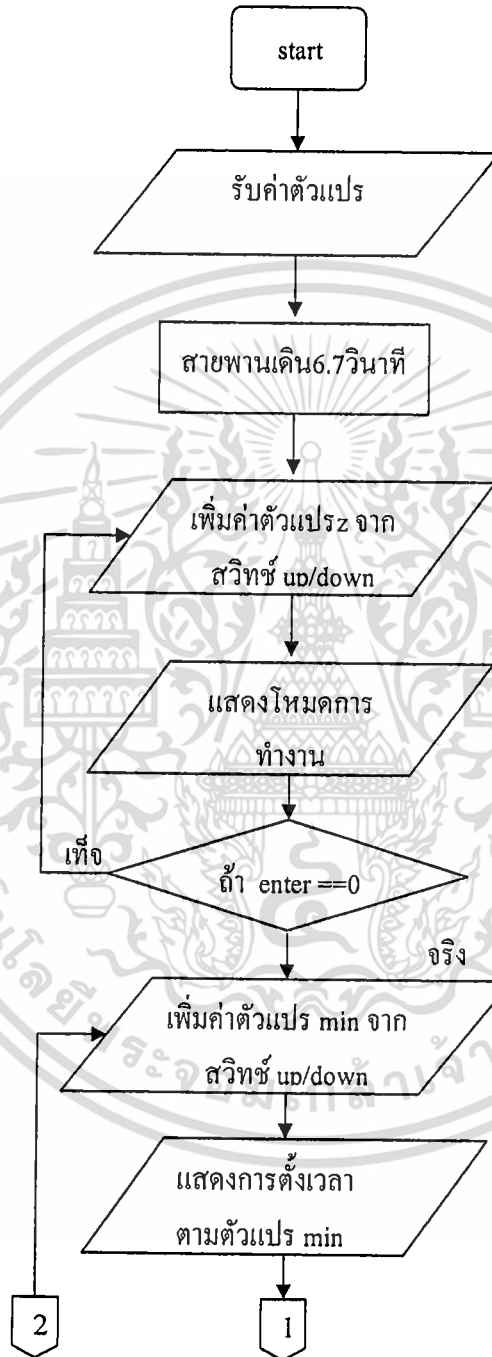 start
รับค่าตัวแปร
สายพานเดิน6.7วินาที
เพิ่มค่าตัวแปรz จาก
สวิทช์ up/down
แสดงโหมดการ
ทำงาน
เท็จ
ถ้า enter ==0
จริง
เพิ่มค่าตัวแปร min จาก
สวิทช์ up/down
แสดงการตั้งเวลา
ตามตัวแปร min
2
1